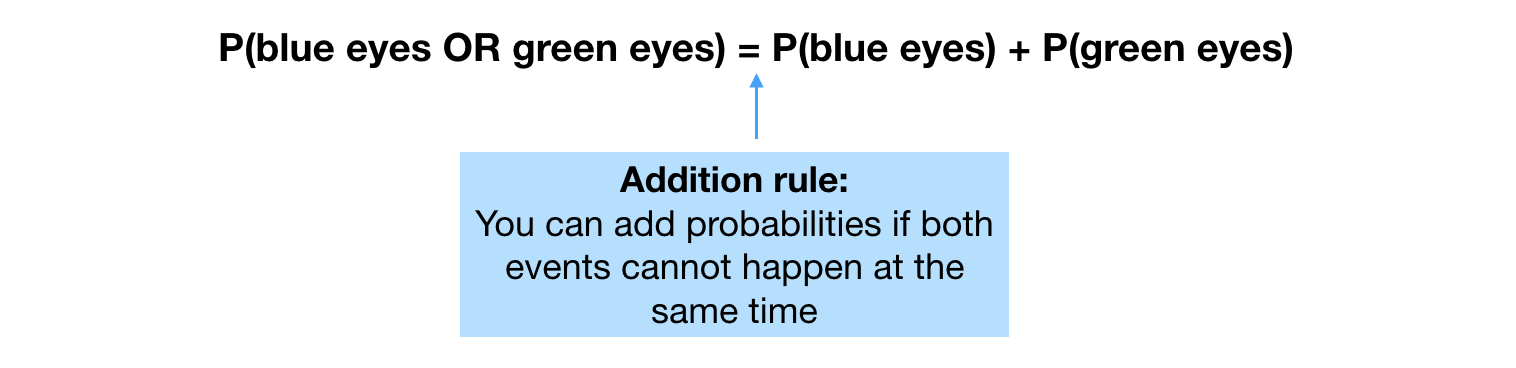 P(blue eyes OR green eyes) = P(blue eyes) + P(green eyes)
Addition rule:
You can add probabilities if both
events cannot happen at the
same time